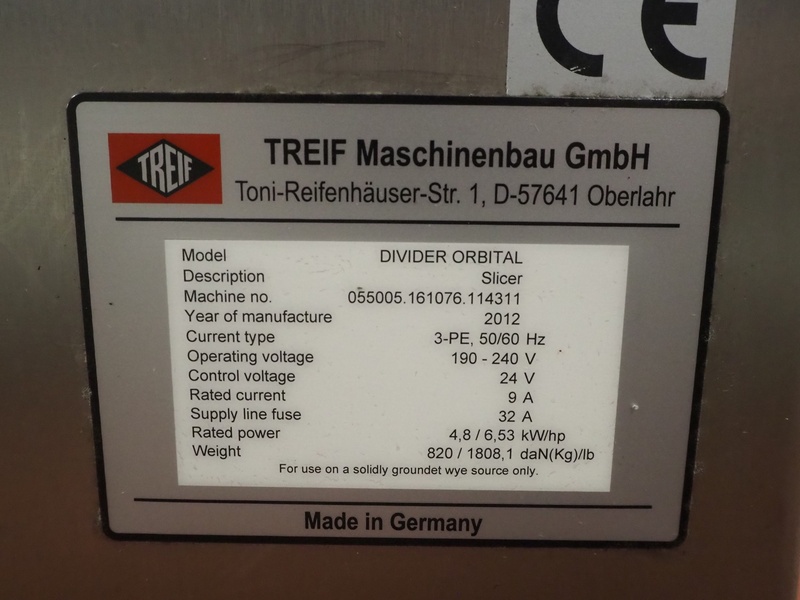 CE
TREIF
TREIF Maschinenbau GmbH
Toni-Reifenhäuser-Str. 1, D-57641 Oberlahr
Model DIVIDER ORBITAL
Description Slicer
Machine no. 055005.161076.114311
Year of manufacture 2012
Current type 3-PE, 50/60 Hz
Operating voltage 190 - 240 V
Control voltage 24 V
Rated current 9 A
Supply line fuse 32 A
Rated power 4,8 / 6,53 kW/hp
Weight 820 / 1808,1 daN(Kg)/lb
For use on a solidly groundet wye source only.
Made in Germany